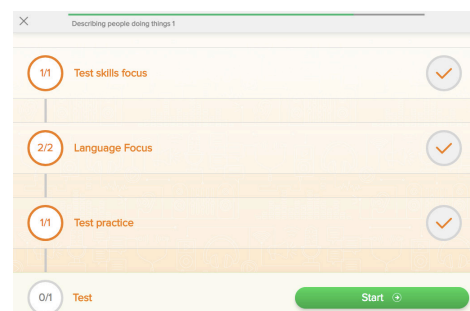 Describing people doing things 1
1/1 Test skills focus
2/2 Language Focus
1/1 Test practice
0/1 Test Start